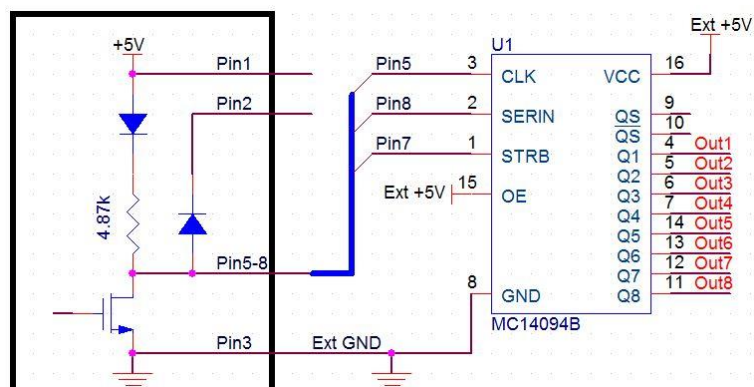 +5V
Pin1
Pin2
4.87k
Pin5-8
Pin3
Ext GND
Pin5
Pin8
Pin7
Ext +5V
U1
3
2
1
15
8
CLK
SERIN
STRB
OE
GND
VCC
QS
QS
Q1
Q2
Q3
Q4
Q5
Q6
Q7
Q8
MC14094B
Ext +5V
16
9
10
4 Out1
5 Out2
6 Out3
7 Out4
14 Out5
13 Out6
12 Out7
11 Out8